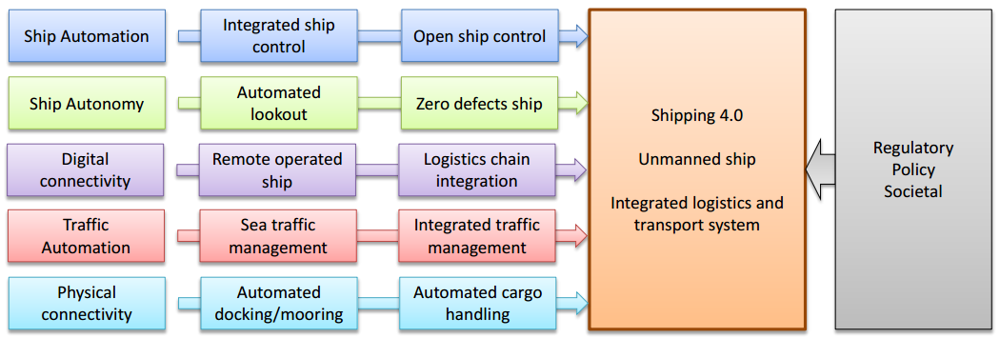 Ship Automation
Integrated ship
control
Open ship control
Ship Autonomy
Automated
lookout
Zero defects ship
Digital
connectivity
Remote operated
ship
Logistics chain
integration
Traffic
Automation
Sea traffic
management
Integrated traffic
management
Physical
connectivity
Automated
docking/mooring
Automated cargo
handling
Shipping 4.0
Unmanned ship
Integrated logistics and
transport system
Regulatory
Policy
Societal